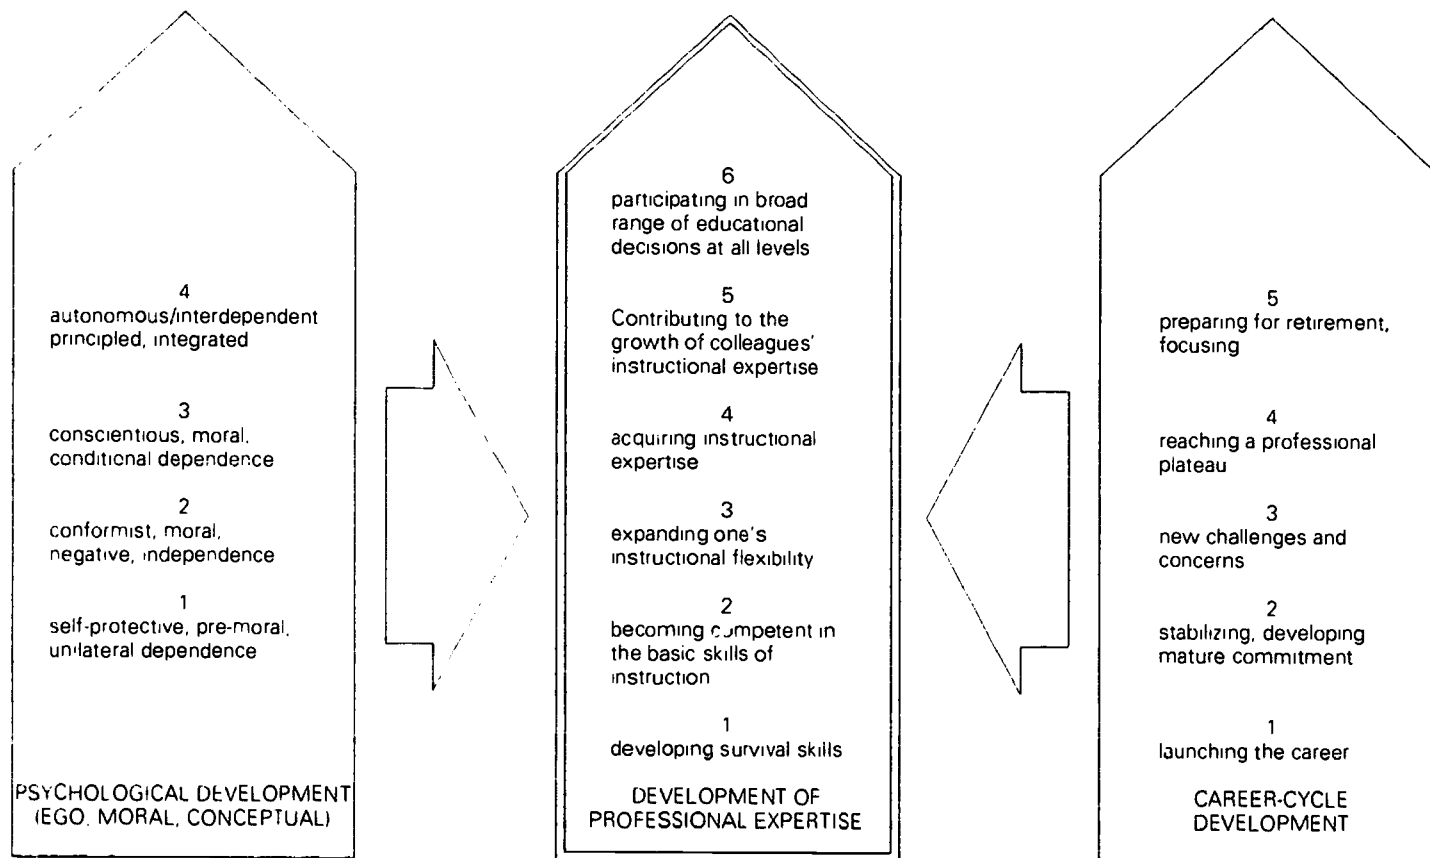 4
autonomous/interdependent
principled, integrated
3
conscientious, moral,
conditional dependence
2
conformist, moral,
negative, independence
1
self-protective, pre-moral,
unilateral dependence
PSYCHOLOGICAL DEVELOPMENT
(EGO, MORAL, CONCEPTUAL)
6
participating in broad
range of educational
decisions at all levels
5
Contributing to the
growth of colleagues'
instructional expertise
4
acquiring instructional
expertise
3
expanding one's
instructional flexibility
2
becoming competent in
the basic skills of
instruction
1
developing survival skills
DEVELOPMENT OF
PROFESSIONAL EXPERTISE
5
preparing for retirement,
focusing
4
reaching a professional
plateau
3
new challenges and
concerns
2
stabilizing, developing
mature commitment
1
launching the career
CAREER-CYCLE
DEVELOPMENT